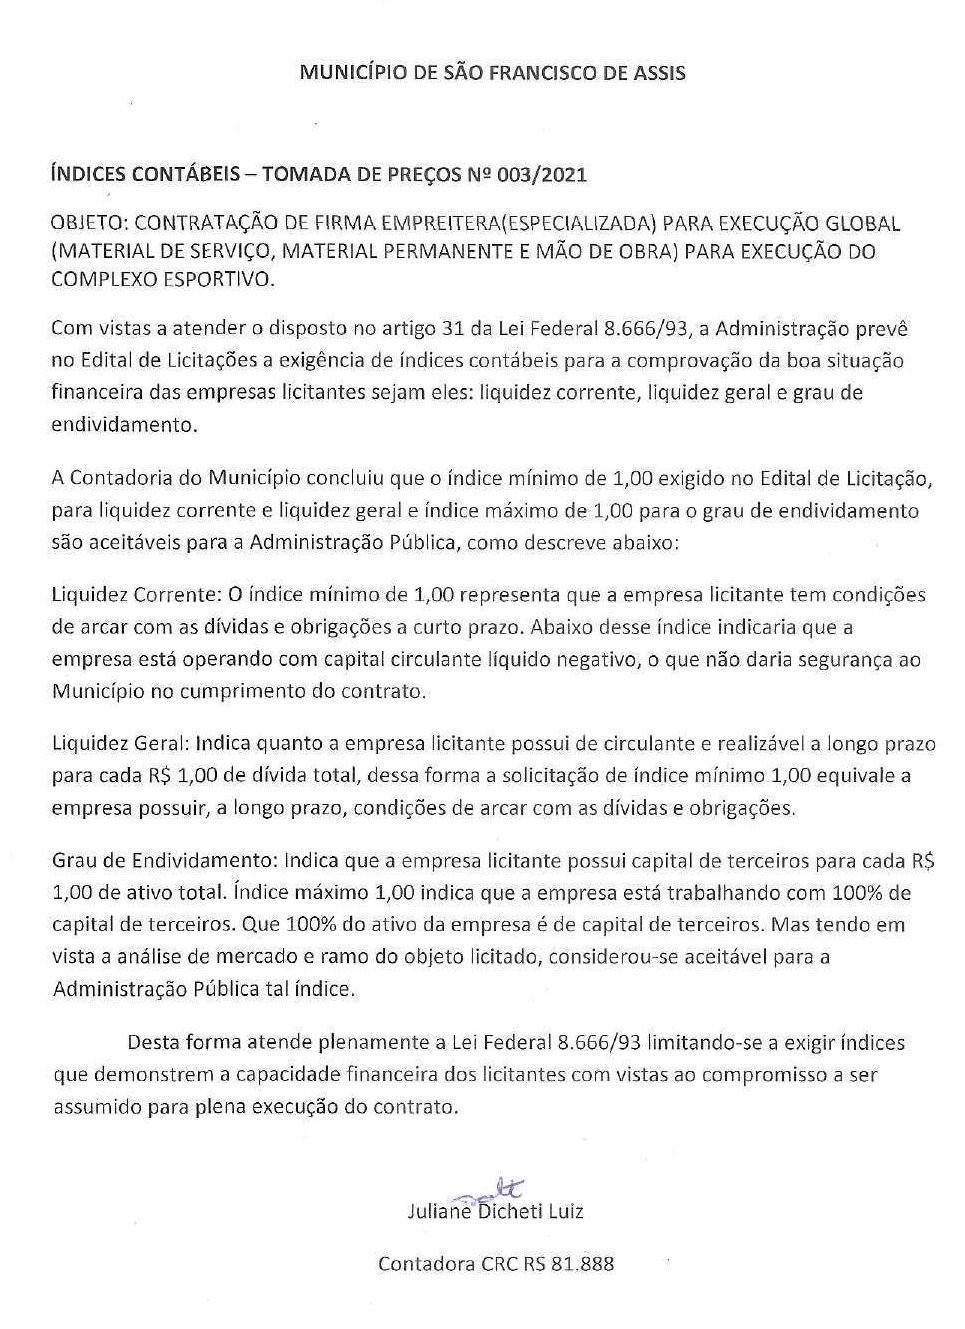 MUNICÍPIO DE SÃO FRANCISCO DE ASSIS
ÍNDICES CONTÁBEIS – TOMADA DE PREÇOS Nº 003/2021
OBJETO: CONTRATAÇÃO DE FIRMA EMPREITERA(ESPECIALIZADA) PARA EXECUÇÃO GLOBAL
(MATERIAL DE SERVIÇO, MATERIAL PERMANENTE E MÃO DE OBRA) PARA EXECUÇÃO DO
COMPLEXO ESPORTIVO.
Com vistas a atender o disposto no artigo 31 da Lei Federal 8.666/93, a Administração prevê
no Edital de Licitações a exigência de índices contábeis para a comprovação da boa situação
financeira das empresas licitantes sejam eles: liquidez corrente, liquidez geral e grau de
endividamento.
A Contadoria do Município concluiu que o índice mínimo de 1,00 exigido no Edital de Licitação,
para liquidez corrente e liquidez geral e índice máximo de 1,00 para o grau de endividamento
são aceitáveis para a Administração Pública, como descreve abaixo:
Liquidez Corrente: O índice mínimo de 1,00 representa que a empresa licitante tem condições
de arcar com as dívidas e obrigações a curto prazo. Abaixo desse índice indicaria que a
empresa está operando com capital circulante líquido negativo, o que não daria segurança ao
Município no cumprimento do contrato.
Liquidez Geral: Indica quanto a empresa licitante possui de circulante e realizável a longo prazo
para cada R$ 1,00 de dívida total, dessa forma a solicitação de índice mínimo 1,00 equivale a
empresa possuir, a longo prazo, condições de arcar com as dívidas e obrigações.
Grau de Endividamento: Indica que a empresa licitante possui capital de terceiros para cada R$
1,00 de ativo total. Índice máximo 1,00 indica que a empresa está trabalhando com 100% de
capital de terceiros. Que 100% do ativo da empresa é de capital de terceiros. Mas tendo em
vista a análise de mercado e ramo do objeto licitado, considerou-se aceitável para a
Administração Pública tal índice.
Desta forma atende plenamente a Lei Federal 8.666/93 limitando-se a exigir índices
que demonstrem a capacidade financeira dos licitantes com vistas ao compromisso a ser
assumido para plena execução do contrato.
Juliane Dicheti Luiz
Contadora CRC RS 81.888